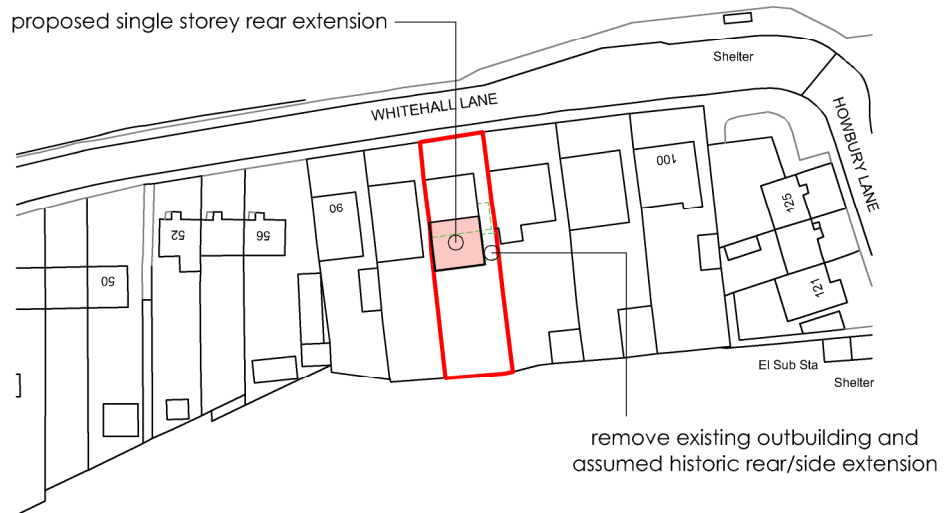 proposed single storey rear extension
Shelter
WHITEHALL LANE
HOWBURY LANE
100
90
125
52
56
50
121
El Sub Sta
Shelter
remove existing outbuilding and
assumed historic rear/side extension